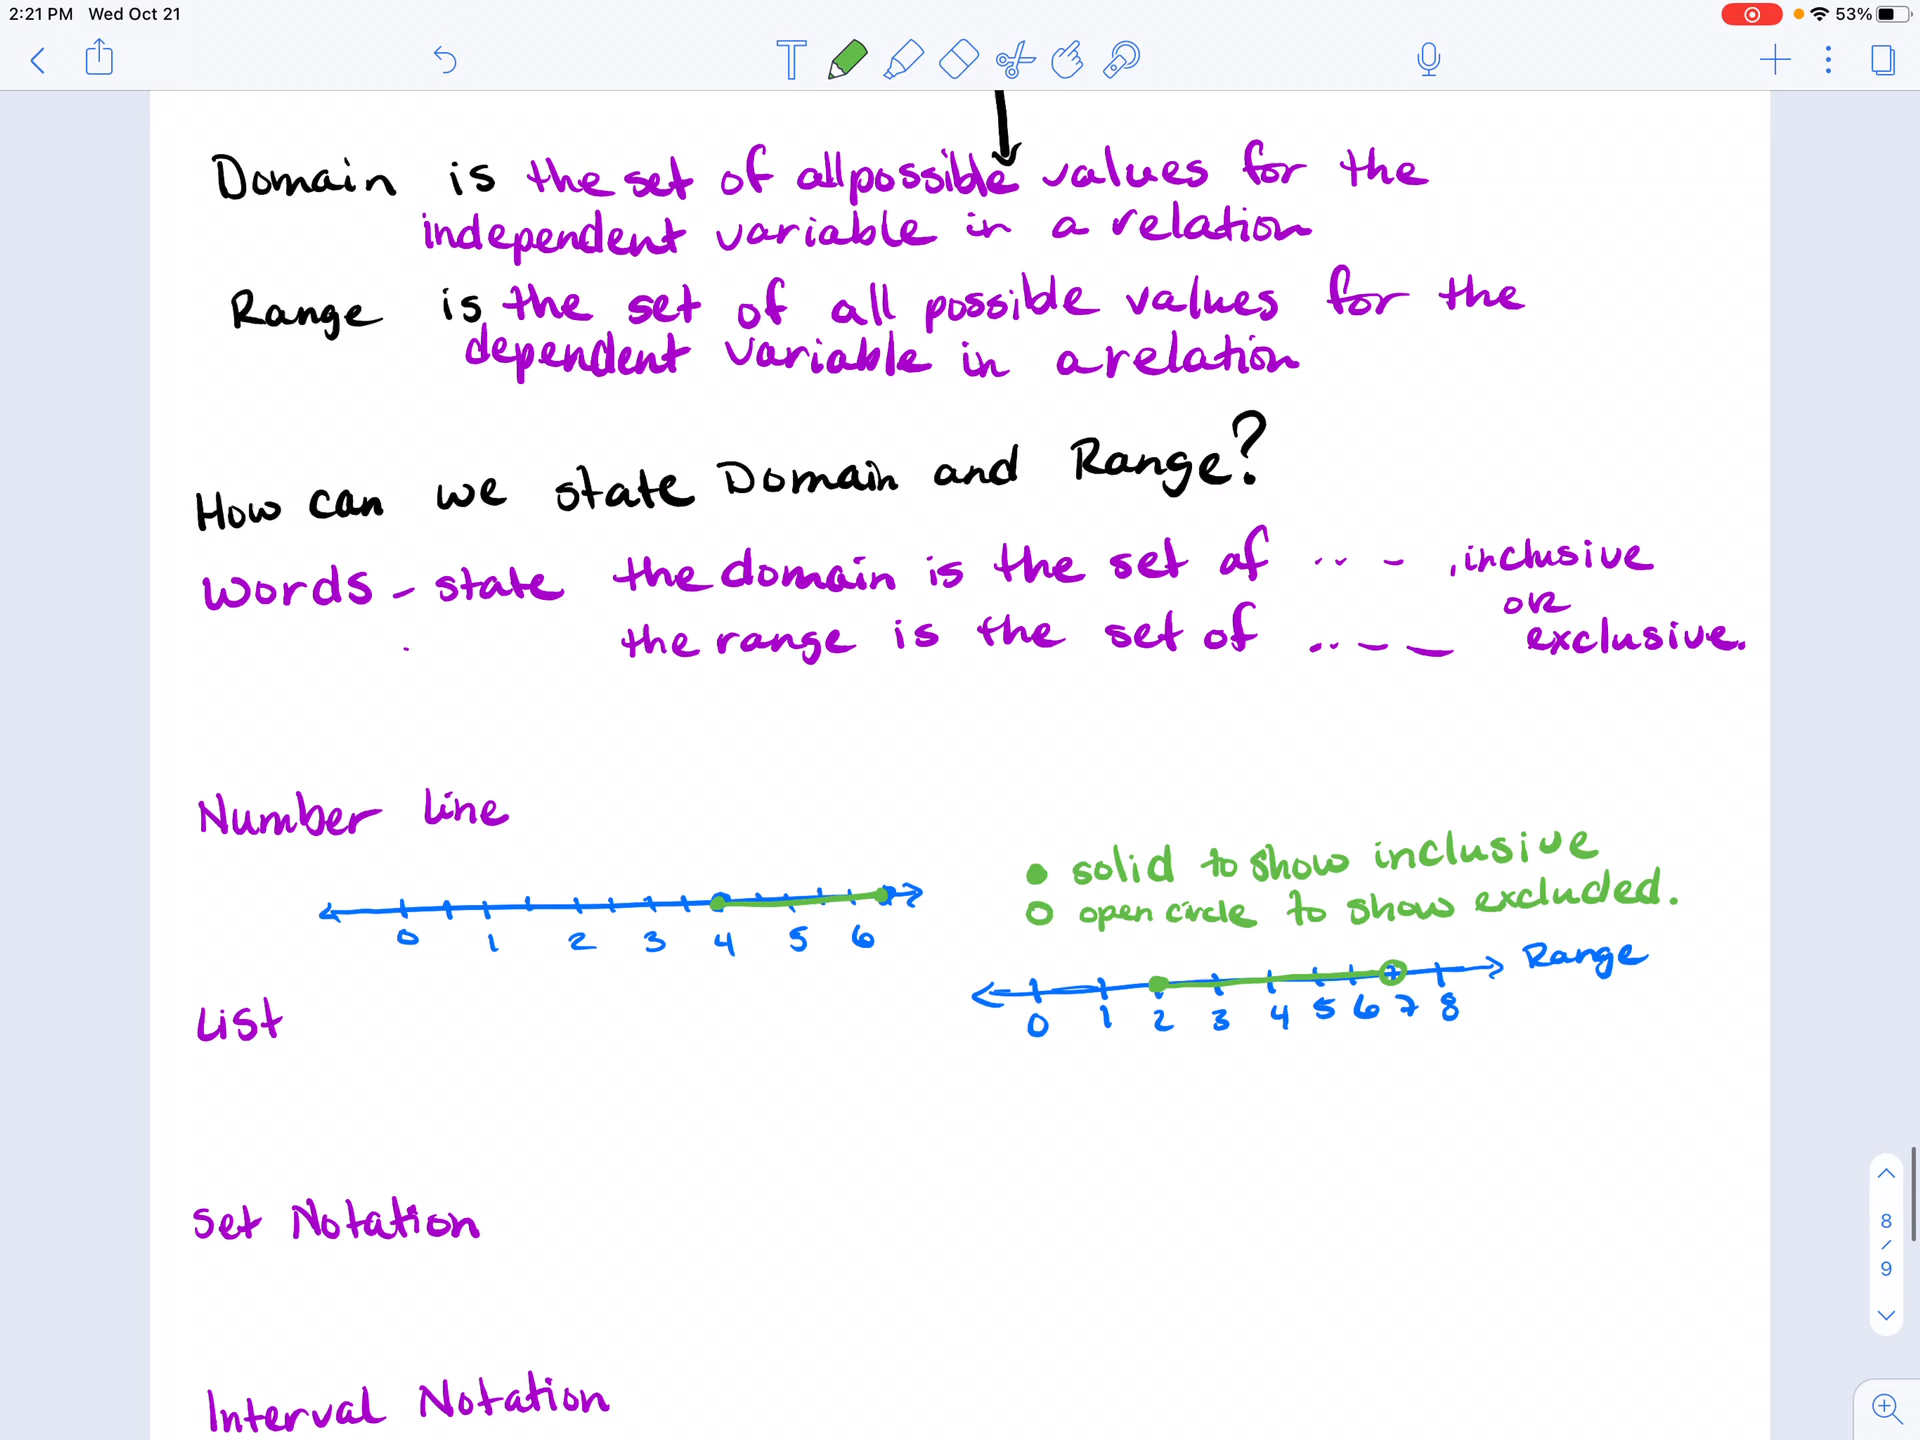 2:21 PM Wed Oct 21
53%
T
Domain is the set of all possible values for the
independent variable in a relation
Range is the set of all possible values for the
dependent variable in a relation
How can we state Domain and Range?
Words - state the domain is the set of .. - , inclusive
or
the range is the set of .. - — exclusive.
Number line
● solid to show inclusive
○ open circle to show excluded.
0 1 2 3 4 5 6
Range
0 1 2 3 4 5 6 7 8
List
Set Notation
Interval Notation
8
/
9